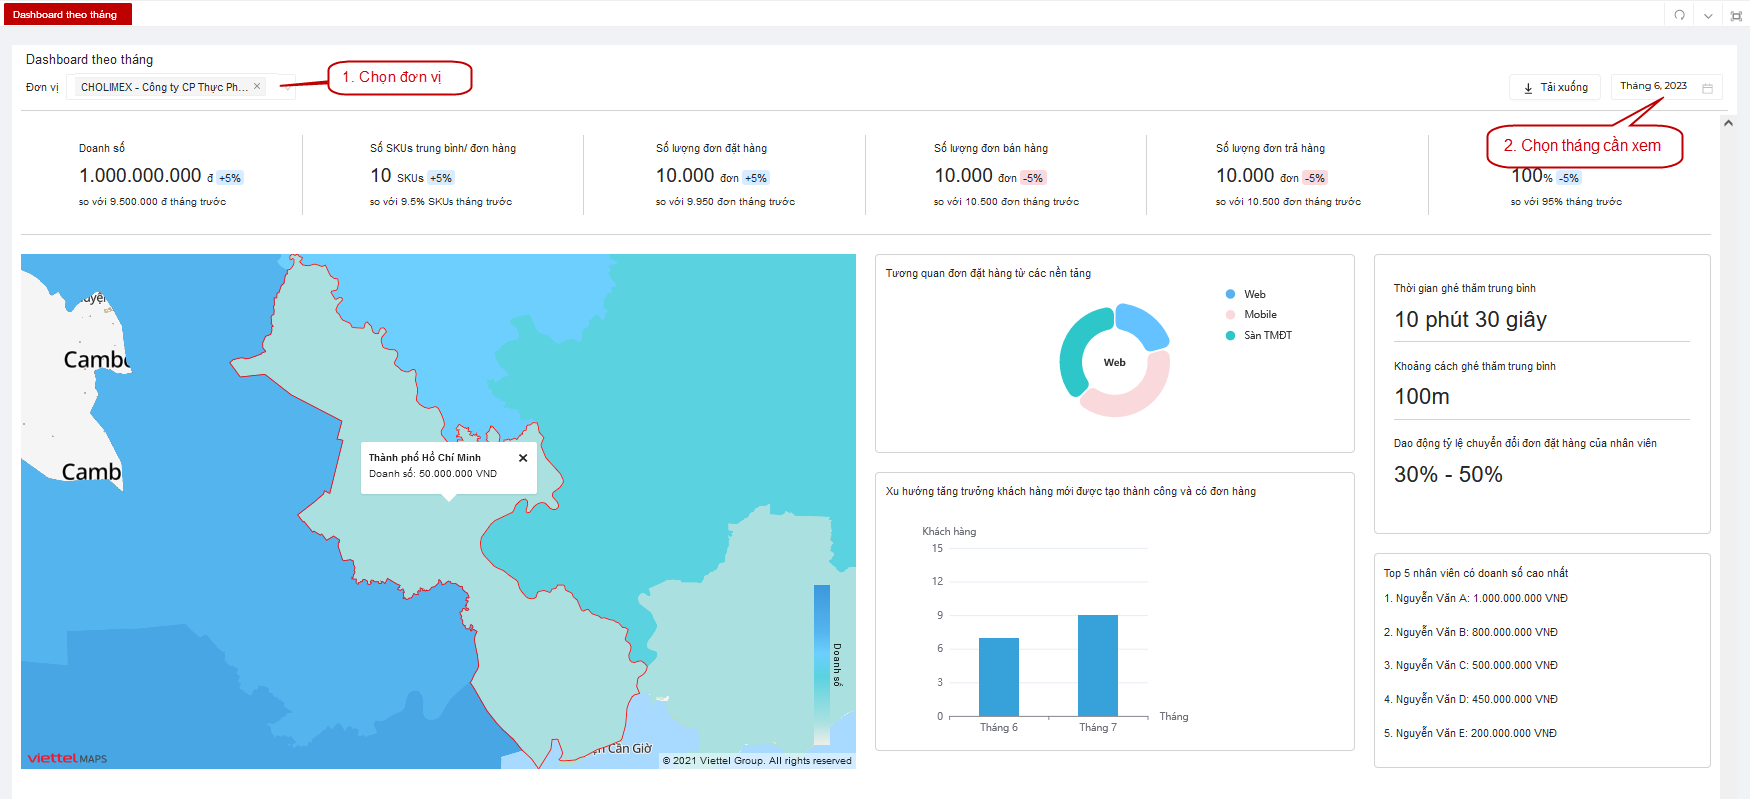 Dashboard theo tháng
Dashboard theo tháng
Đơn vị
CHOLIMEX - Công ty CP Thực Ph...
1. Chọn đơn vị
Tải xuống
Tháng 6, 2023
2. Chọn tháng cần xem
Doanh số
1.000.000.000 đ +5%
so với 9.500.000 đ tháng trước
Số SKUs trung bình/ đơn hàng
10 SKUs +5%
so với 9.5% SKUs tháng trước
Số lượng đơn đặt hàng
10.000 đơn +5%
so với 9.950 đơn tháng trước
Số lượng đơn bán hàng
10.000 đơn -5%
so với 10.500 đơn tháng trước
Số lượng đơn trả hàng
10.000 đơn -5%
so với 10.500 đơn tháng trước
100% -5%
so với 95% tháng trước
Camb
Camb
Thành phố Hồ Chí Minh
Doanh số: 50.000.000 VND
Doanh số
Cần Giờ
viettel MAPS
© 2021 Viettel Group. All rights reserved
Tương quan đơn đặt hàng từ các nền tảng
Web
Web
Mobile
Sàn TMĐT
Xu hướng tăng trưởng khách hàng mới được tạo thành công và có đơn hàng
Khách hàng
15
12
9
6
3
0
Tháng 6
Tháng 7
Tháng
Thời gian ghé thăm trung bình
10 phút 30 giây
Khoảng cách ghé thăm trung bình
100m
Dao động tỷ lệ chuyển đổi đơn đặt hàng của nhân viên
30% - 50%
Top 5 nhân viên có doanh số cao nhất
1. Nguyễn Văn A: 1.000.000.000 VNĐ
2. Nguyễn Văn B: 800.000.000 VNĐ
3. Nguyễn Văn C: 500.000.000 VNĐ
4. Nguyễn Văn D: 450.000.000 VNĐ
5. Nguyễn Văn E: 200.000.000 VNĐ